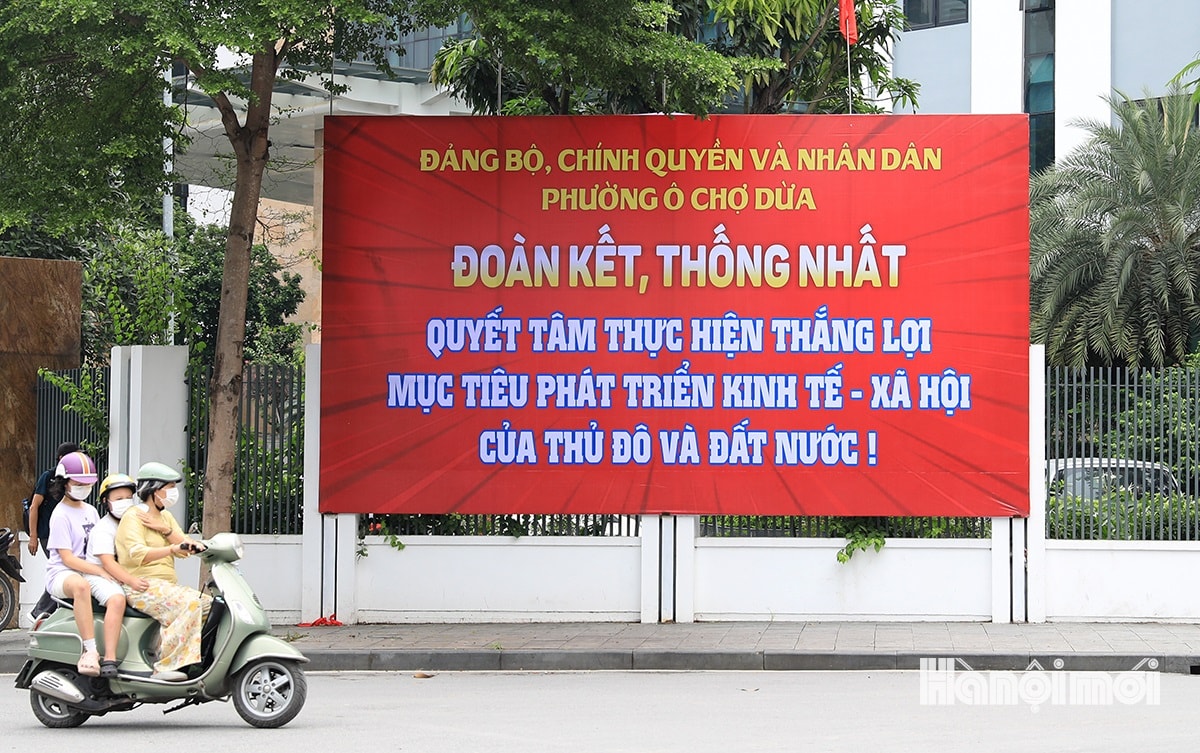 ĐẢNG BỘ, CHÍNH QUYỀN VÀ NHÂN DÂN
PHƯỜNG Ô CHỢ DỪA
ĐOÀN KẾT, THỐNG NHẤT
QUYẾT TÂM THỰC HIỆN THẮNG LỢI
MỤC TIÊU PHÁT TRIỂN KINH TẾ - XÃ HỘI
CỦA THỦ ĐÔ VÀ ĐẤT NƯỚC !
Hànộimới